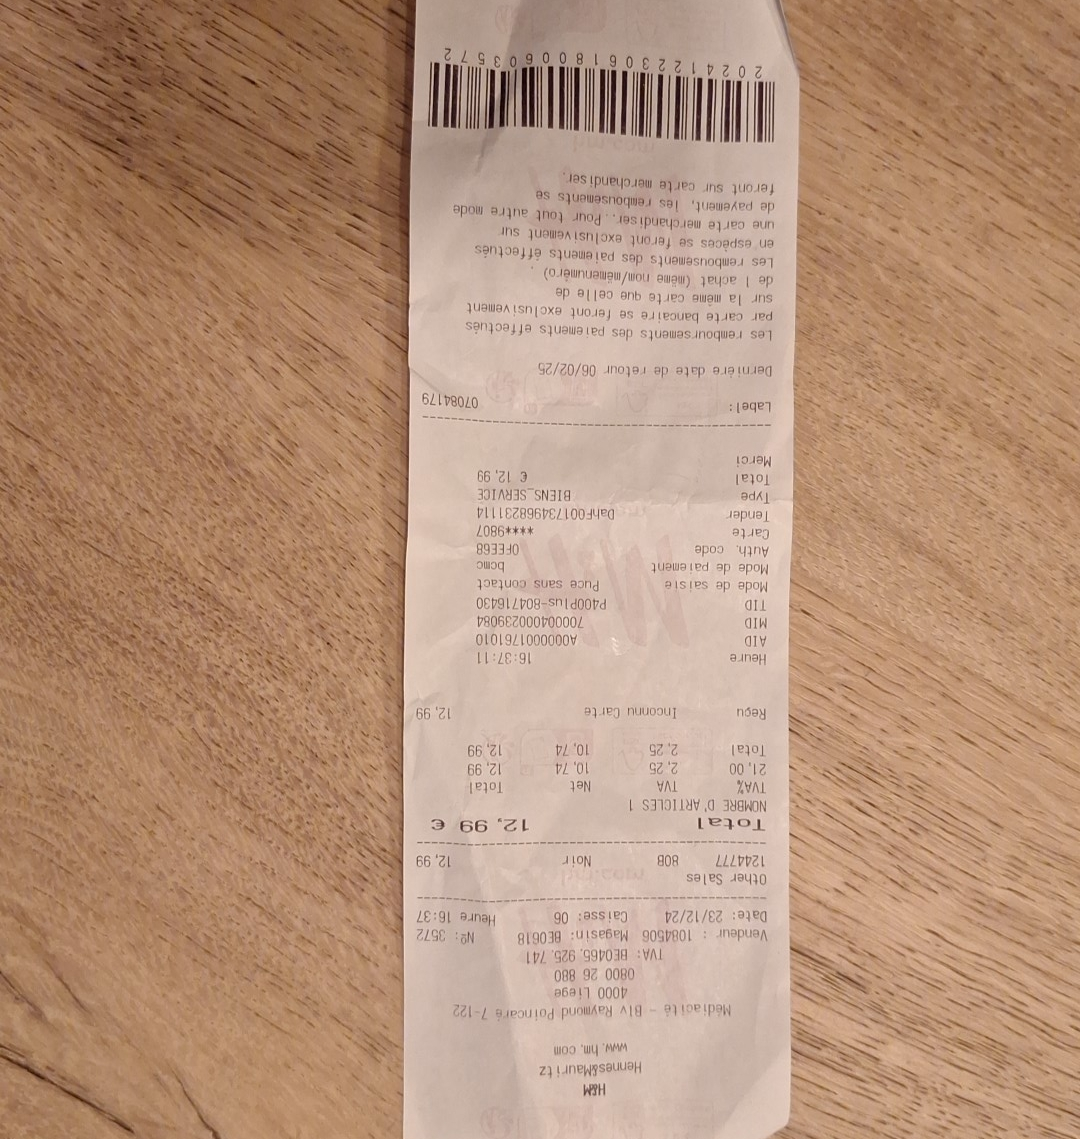 H&M
Hennes&Mauritz
www.hm.com
Médiacité - Blv Raymond Poincaré 7-122
4000 Liege
0800 26 880
TVA: BE0465.925.741
Vendeur : 1084506 Magasin: BE0618 Nº: 3572
Date: 23/12/24 Caisse: 06 Heure 16:37
Other Sales
1244777 80B Noir 12,99
Total 12,99 €
NOMBRE D'ARTICLES 1
TVA% TVA Net Total
21,00 2,25 10,74 12,99
Total 2,25 10,74 12,99
Reçu Inconnu Carte 12,99
Heure 16:37:11
AID A0000001761010
MID 70004000239084
TID P400Plus-804716430
Mode de saisie Puce sans contact
Mode de paiement bcmc
Auth. code OFEE68
Carte ****9807
Tender DahF001734968231114
Type BIENS_SERVICE
Total € 12,99
Merci
Label: 07084179
Dernière date de retour 06/02/25
Les remboursements des paiements effectués
par carte bancaire se feront exclusivement
sur la même carte que celle de
de l achat (même nom/mêmenuméro) .
Les rembousements des paiements éffectués
en espèces se feront exclusivement sur
une carte merchandiser...Pour tout autre mode
de payement, les rembousements se
feront sur carte merchandiser.
20241223061800603572